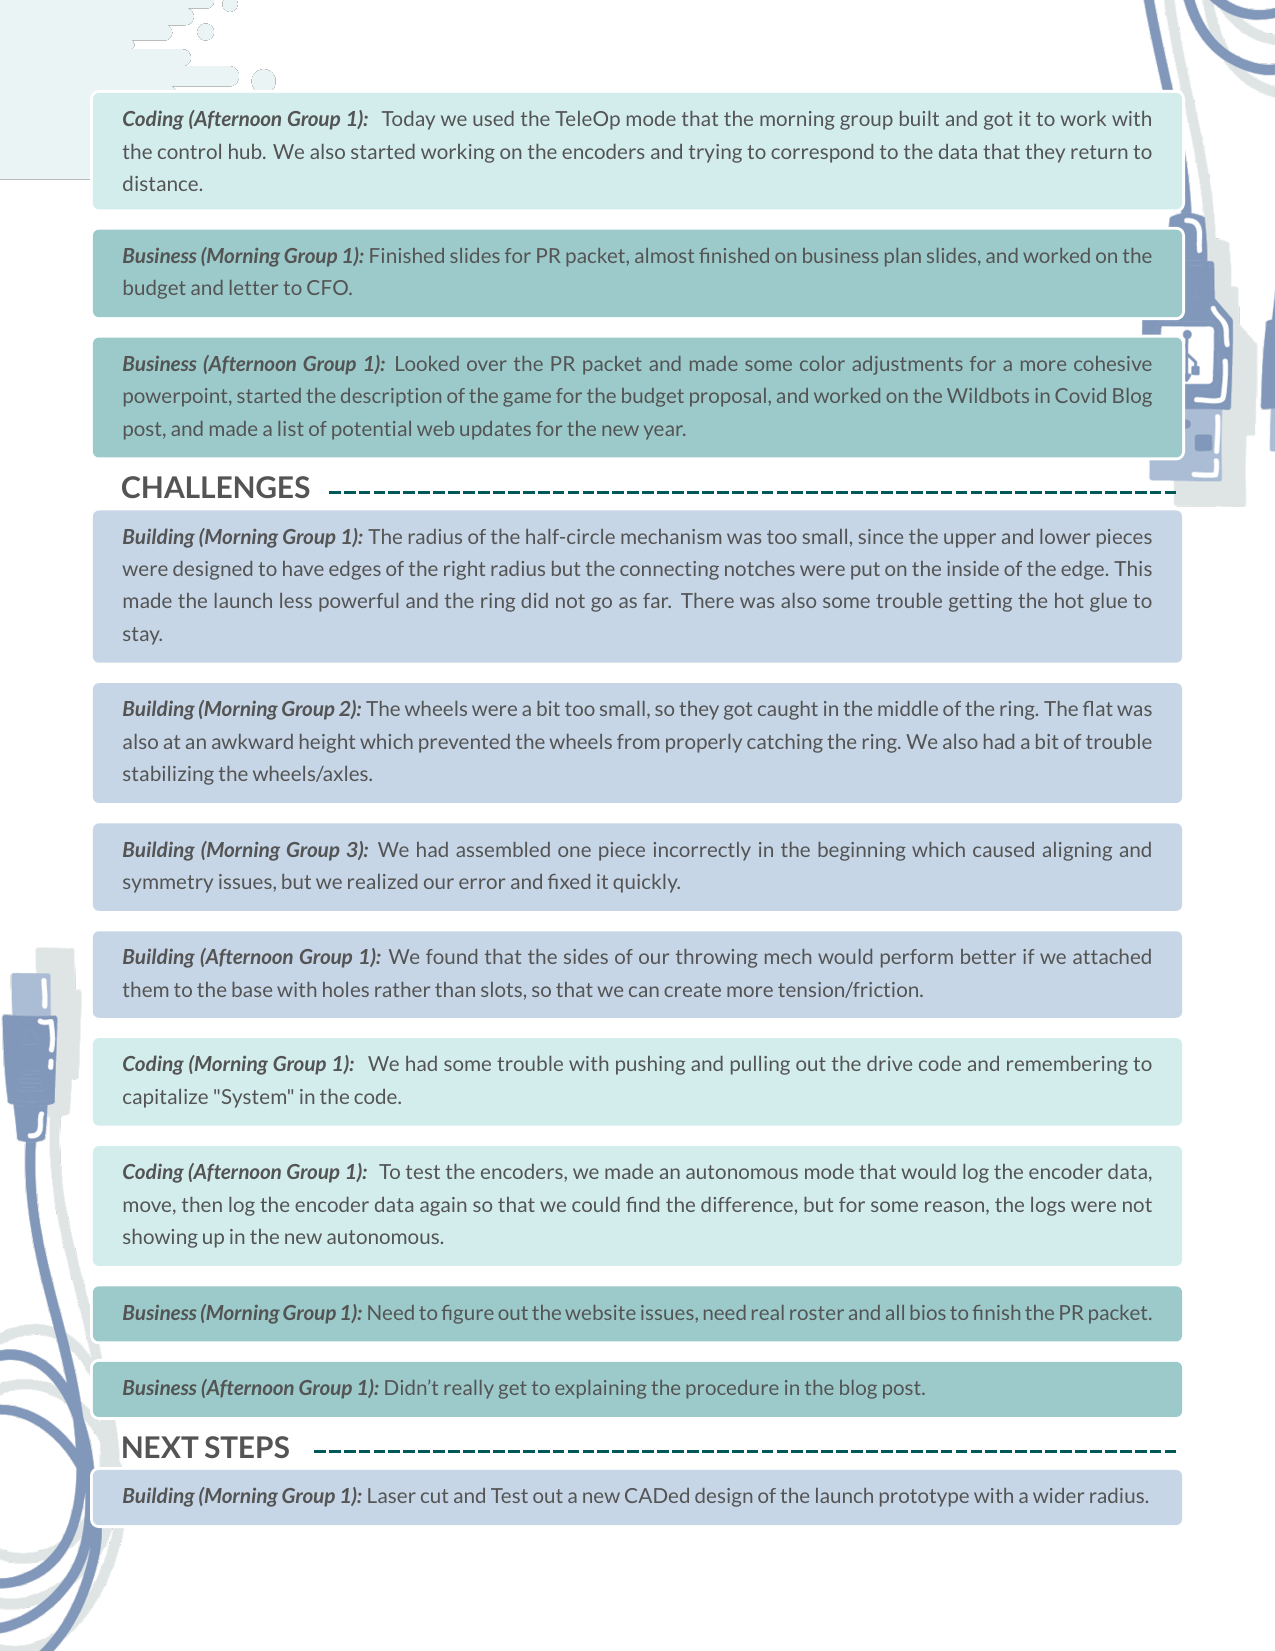 Coding (Afternoon Group 1): Today we used the TeleOp mode that the morning group built and got it to work with
the control hub. We also started working on the encoders and trying to correspond to the data that they return to
distance.
Business (Morning Group 1): Finished slides for PR packet, almost finished on business plan slides, and worked on the
budget and letter to CFO.
Business (Afternoon Group 1): Looked over the PR packet and made some color adjustments for a more cohesive
powerpoint, started the description of the game for the budget proposal, and worked on the Wildbots in Covid Blog
post, and made a list of potential web updates for the new year.
CHALLENGES
Building (Morning Group 1): The radius of the half-circle mechanism was too small, since the upper and lower pieces
were designed to have edges of the right radius but the connecting notches were put on the inside of the edge. This
made the launch less powerful and the ring did not go as far. There was also some trouble getting the hot glue to
stay.
Building (Morning Group 2): The wheels were a bit too small, so they got caught in the middle of the ring. The flat was
also at an awkward height which prevented the wheels from properly catching the ring. We also had a bit of trouble
stabilizing the wheels/axles.
Building (Morning Group 3): We had assembled one piece incorrectly in the beginning which caused aligning and
symmetry issues, but we realized our error and fixed it quickly.
Building (Afternoon Group 1): We found that the sides of our throwing mech would perform better if we attached
them to the base with holes rather than slots, so that we can create more tension/friction.
Coding (Morning Group 1): We had some trouble with pushing and pulling out the drive code and remembering to
capitalize "System" in the code.
Coding (Afternoon Group 1): To test the encoders, we made an autonomous mode that would log the encoder data,
move, then log the encoder data again so that we could find the difference, but for some reason, the logs were not
showing up in the new autonomous.
Business (Morning Group 1): Need to figure out the website issues, need real roster and all bios to finish the PR packet.
Business (Afternoon Group 1): Didn’t really get to explaining the procedure in the blog post.
NEXT STEPS
Building (Morning Group 1): Laser cut and Test out a new CADed design of the launch prototype with a wider radius.